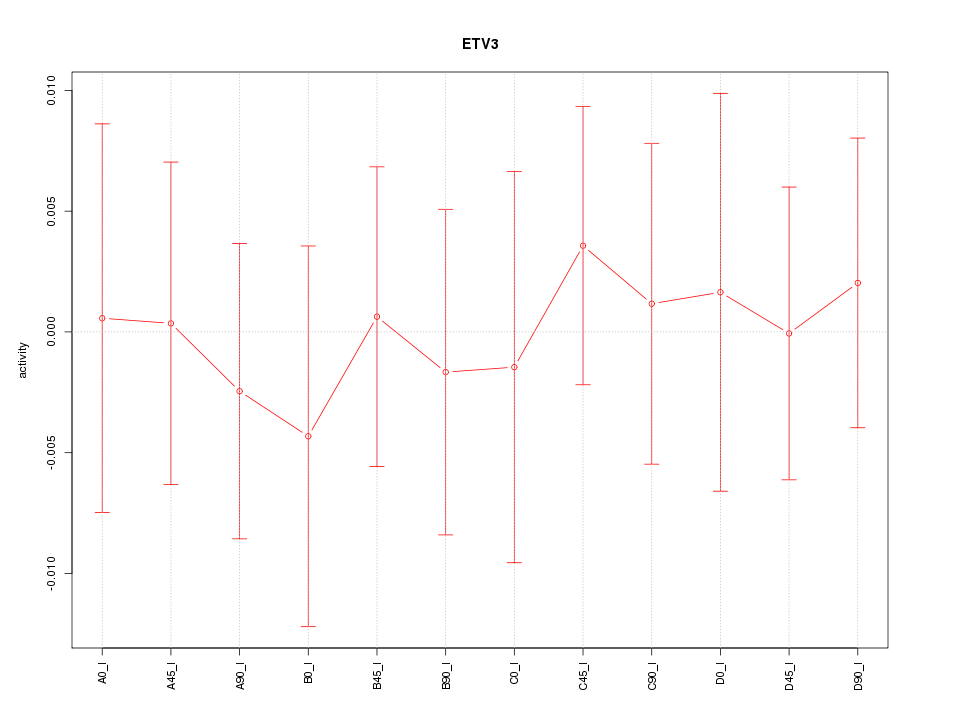 ETV3
activity
0.010
0.005
0.000
-0.005
-0.010
A0_I
A45_I
A90_I
B0_I
B45_I
B90_I
C0_I
C45_I
C90_I
D0_I
D45_I
D90_I